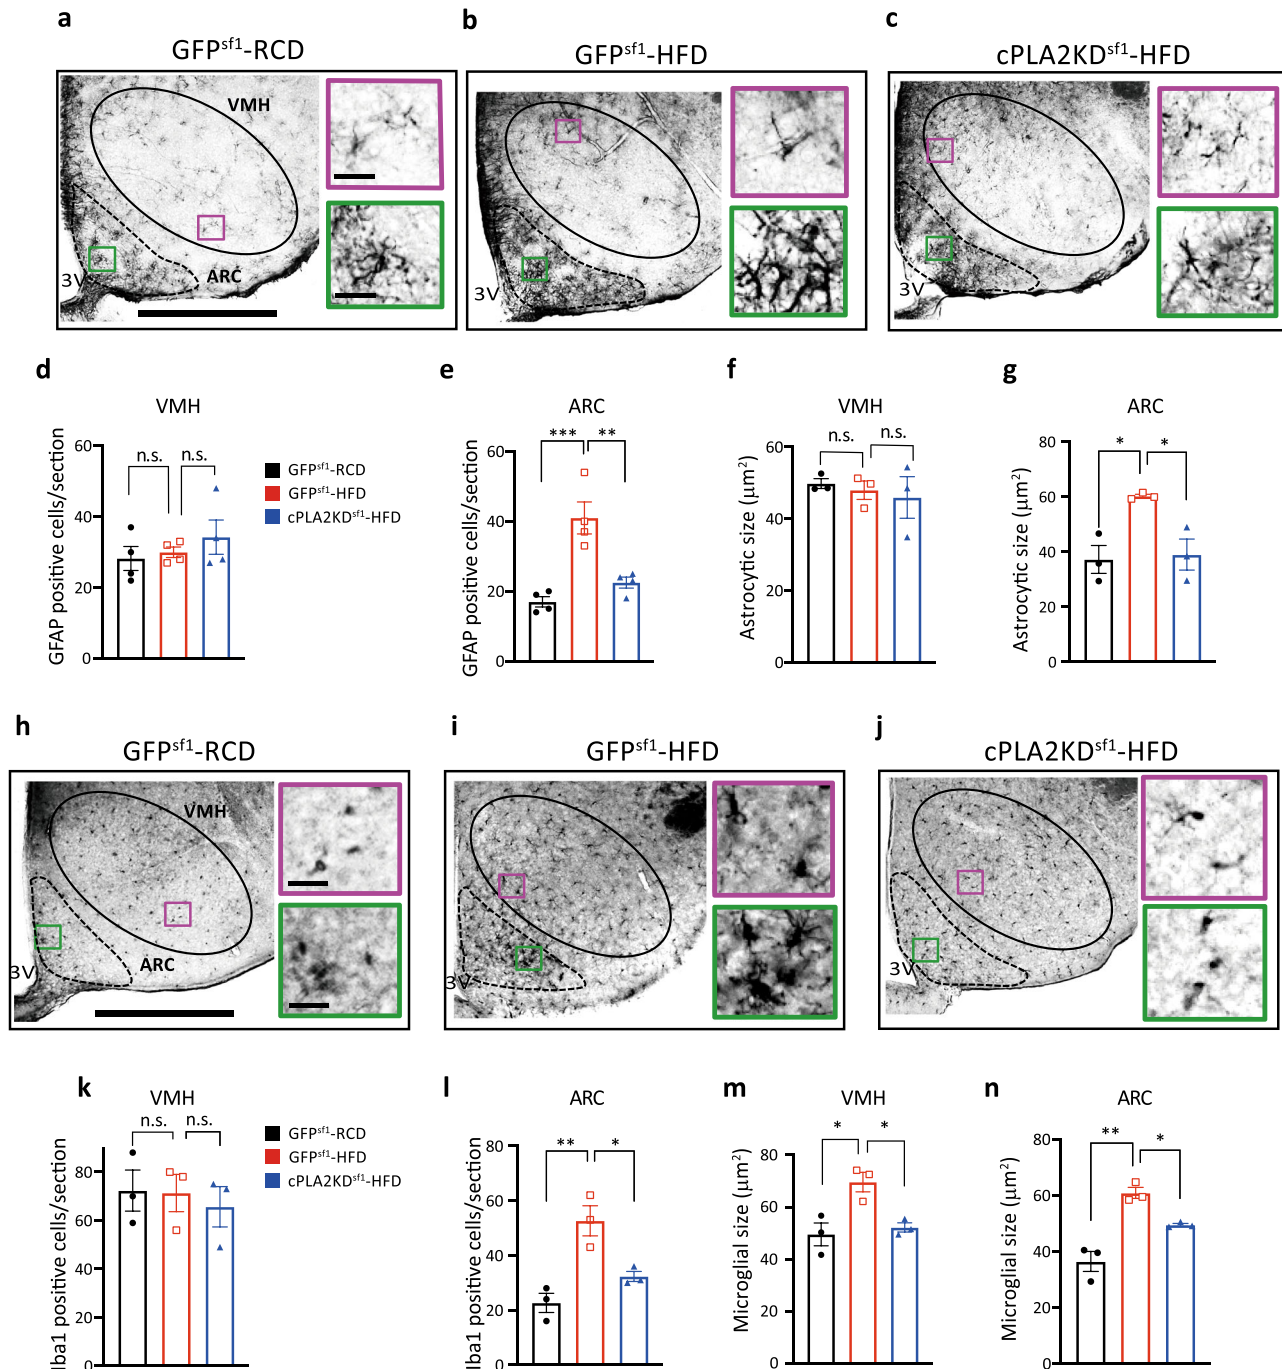 a
GFPsf1-RCD
VMH
ARC
3V
b
GFPsf1-HFD
3V
c
cPLA2KDsf1-HFD
3V
d
VMH
GFAP positive cells/section
60
40
20
0
n.s.
n.s.
GFPsf1-RCD
GFPsf1-HFD
cPLA2KDsf1-HFD
e
ARC
GFAP positive cells/section
60
40
20
0
***
**
f
VMH
Astrocytic size (μm2)
60
40
20
0
n.s.
n.s.
g
ARC
Astrocytic size (μm2)
80
60
40
20
0
*
*
h
GFPsf1-RCD
VMH
ARC
3V
i
GFPsf1-HFD
3V
j
cPLA2KDsf1-HFD
3V
k
VMH
Iba1 positive cells/section
80
60
40
20
0
n.s.
n.s.
GFPsf1-RCD
GFPsf1-HFD
cPLA2KDsf1-HFD
l
ARC
Iba1 positive cells/section
80
60
40
20
0
**
*
m
VMH
Microglial size (μm2)
80
60
40
20
0
*
*
n
ARC
Microglial size (μm2)
80
60
40
20
0
**
*